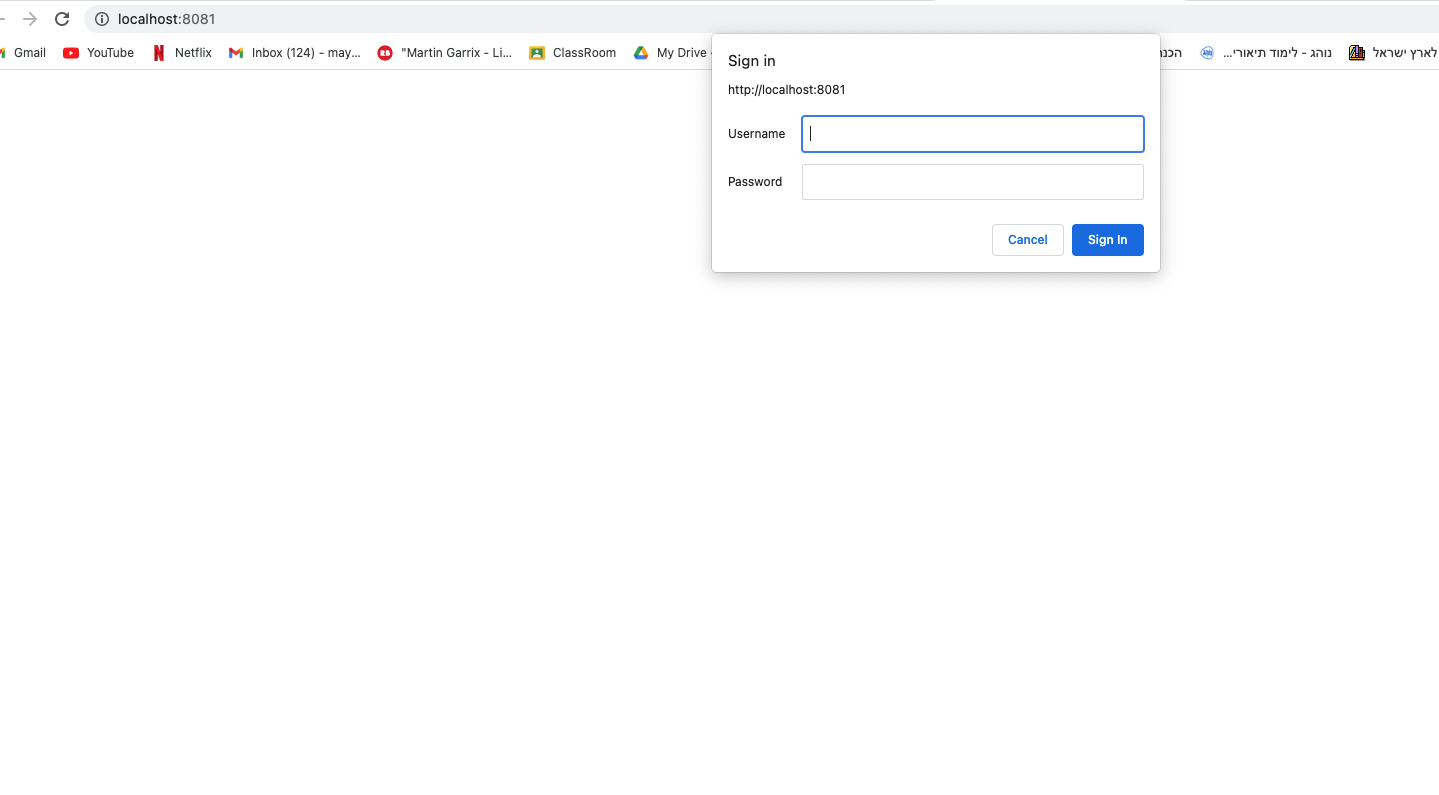 localhost:8081
Gmail YouTube Netflix Inbox (124) - may... "Martin Garrix - Li... ClassRoom My Drive - נוהג - לימוד תיאורי... לארץ ישראל
Sign in
http://localhost:8081
Username
Password
Cancel Sign In